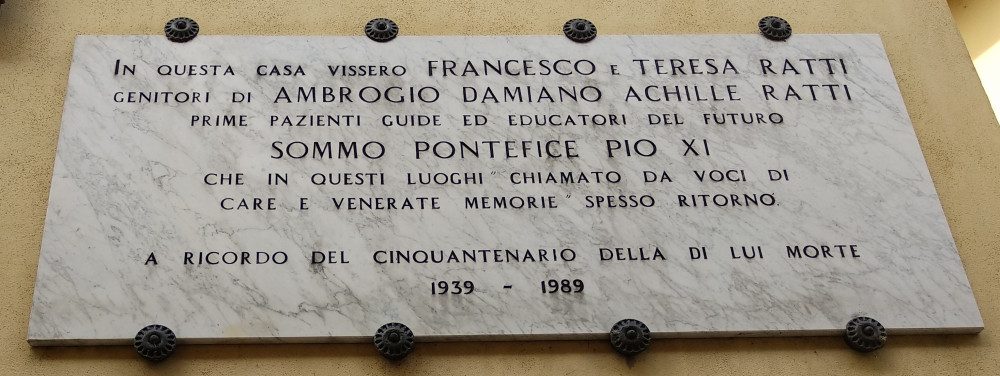 IN QUESTA CASA VISSERO FRANCESCO E TERESA RATTI
GENITORI DI AMBROGIO DAMIANO ACHILLE RATTI
PRIME PAZIENTI GUIDE ED EDUCATORI DEL FUTURO
SOMMO PONTEFICE PIO XI
CHE IN QUESTI LUOGHI "CHIAMATO DA VOCI DI
CARE E VENERATE MEMORIE" SPESSO RITORNÒ.
A RICORDO DEL CINQUANTENARIO DELLA DI LUI MORTE
1939 - 1989